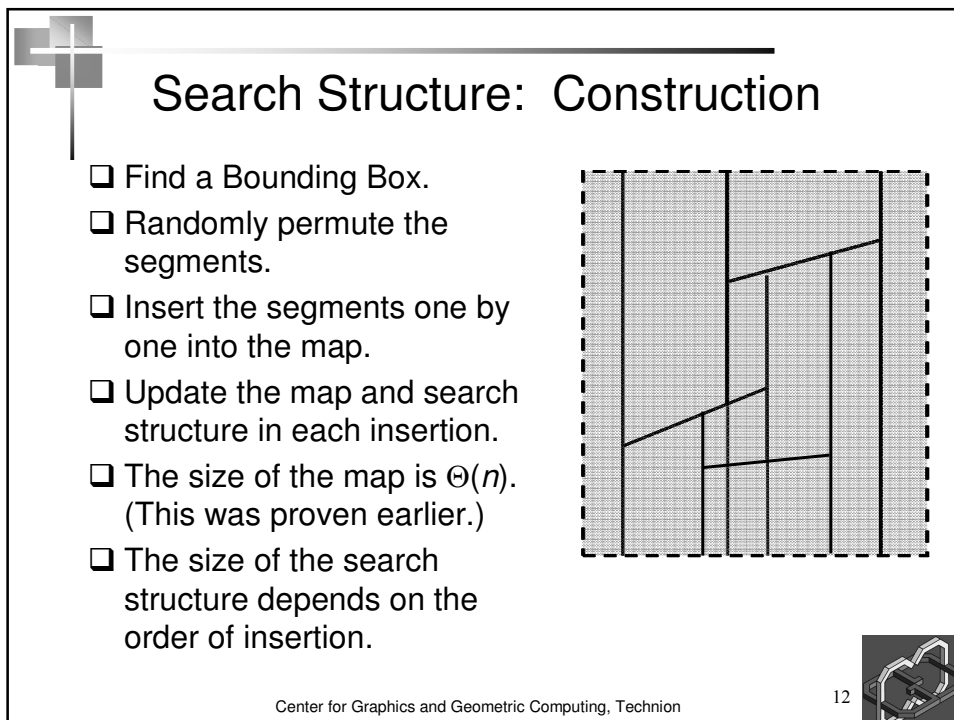 Search Structure: Construction
❑ Find a Bounding Box.
❑ Randomly permute the
segments.
❑ Insert the segments one by
one into the map.
❑ Update the map and search
structure in each insertion.
❑ The size of the map is Θ(n).
(This was proven earlier.)
❑ The size of the search
structure depends on the
order of insertion.
Center for Graphics and Geometric Computing, Technion
12